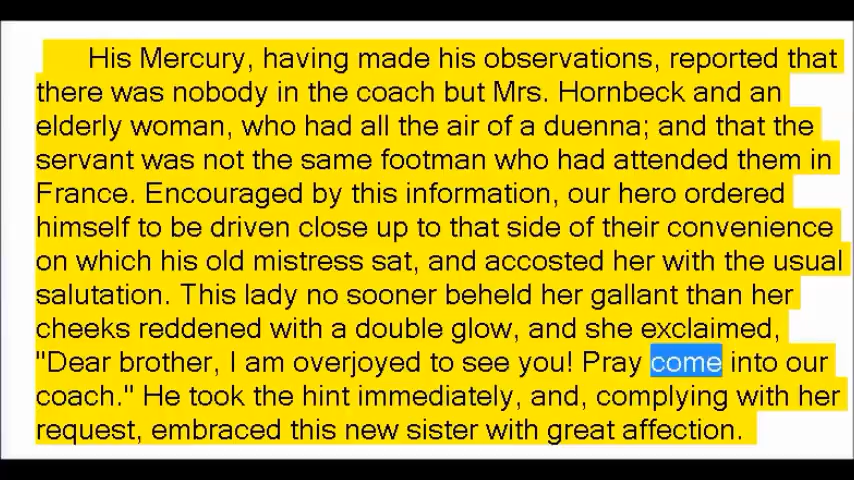 His Mercury, having made his observations, reported that
there was nobody in the coach but Mrs. Hornbeck and an
elderly woman, who had all the air of a duenna; and that the
servant was not the same footman who had attended them in
France. Encouraged by this information, our hero ordered
himself to be driven close up to that side of their convenience
on which his old mistress sat, and accosted her with the usual
salutation. This lady no sooner beheld her gallant than her
cheeks reddened with a double glow, and she exclaimed,
"Dear brother, I am overjoyed to see you! Pray come into our
coach." He took the hint immediately, and, complying with her
request, embraced this new sister with great affection.